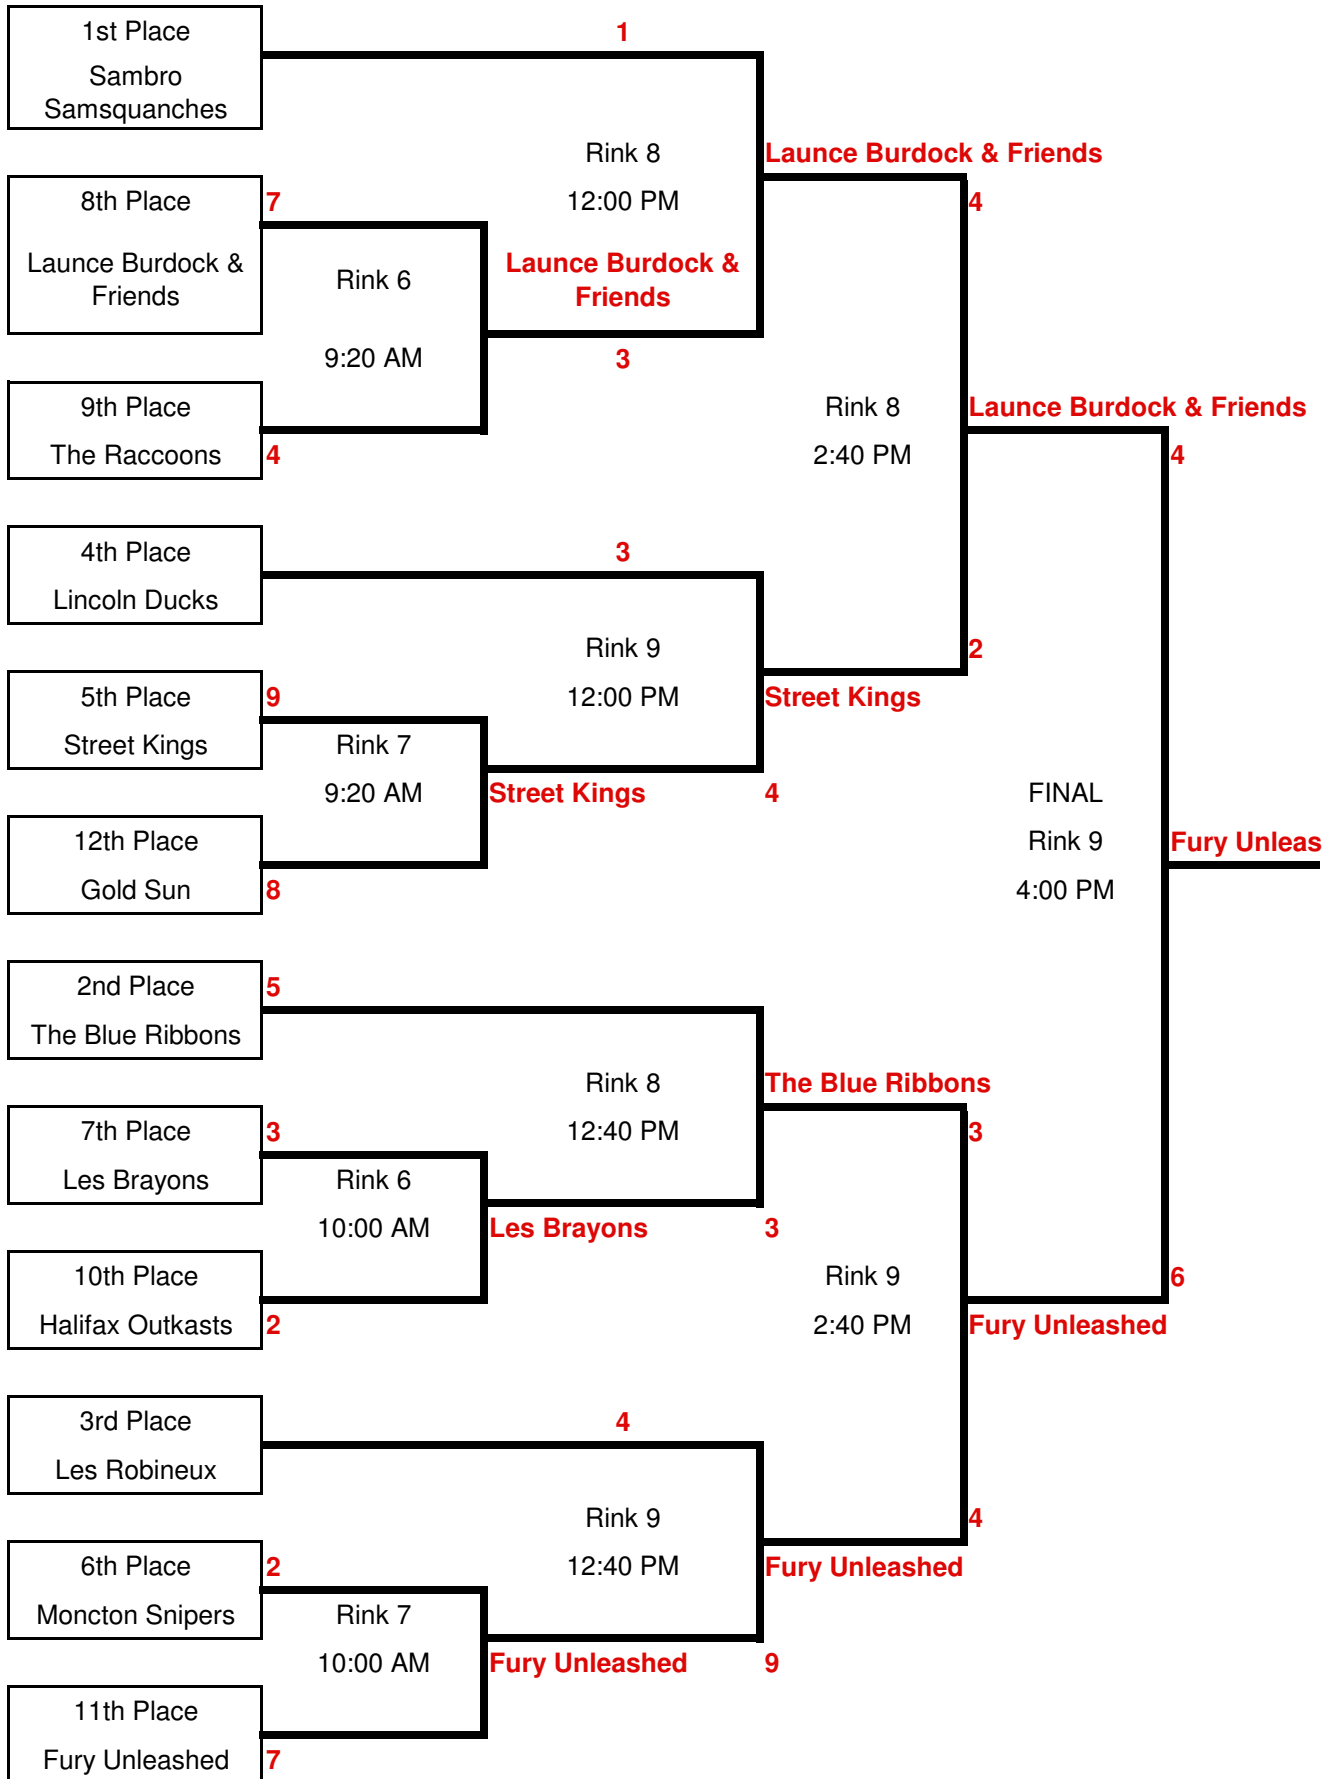 1st Place
1
Sambro
Samsquanches
Rink 8
Launce Burdock & Friends
8th Place
7
12:00 PM
4
Launce Burdock &
Friends
Rink 6
Launce Burdock &
Friends
9:20 AM
3
9th Place
Rink 8
Launce Burdock & Friends
The Raccoons
4
2:40 PM
4
4th Place
3
Lincoln Ducks
Rink 9
2
5th Place
9
12:00 PM
Street Kings
Street Kings
Rink 7
9:20 AM
Street Kings
4
FINAL
12th Place
Rink 9
Fury Unleas
Gold Sun
8
4:00 PM
2nd Place
5
The Blue Ribbons
Rink 8
The Blue Ribbons
7th Place
3
12:40 PM
3
Les Brayons
Rink 6
10:00 AM
Les Brayons
3
10th Place
Rink 9
6
Halifax Outkasts
2
2:40 PM
Fury Unleashed
3rd Place
4
Les Robineux
Rink 9
4
6th Place
2
12:40 PM
Fury Unleashed
Moncton Snipers
Rink 7
10:00 AM
Fury Unleashed
9
11th Place
Fury Unleashed
7